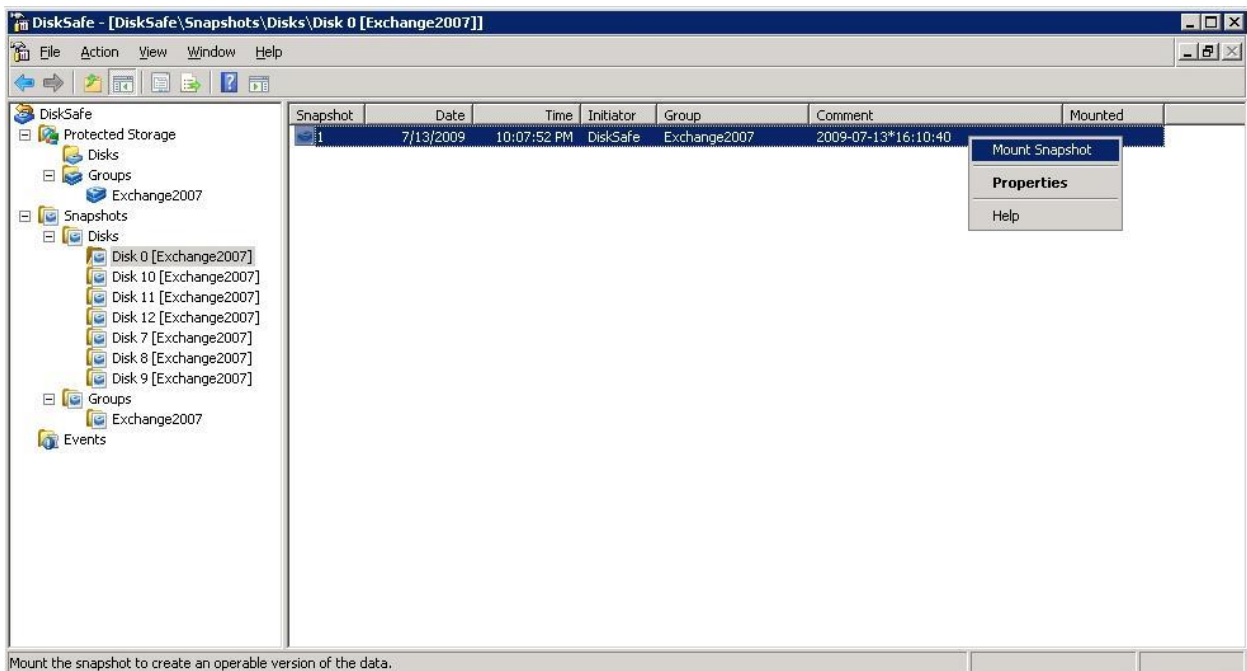 DiskSafe - [DiskSafe\Snapshots\Disks\Disk 0 [Exchange2007]]
File Action View Window Help
DiskSafe
Protected Storage
Disks
Groups
Exchange2007
Snapshots
Disks
Disk 0 [Exchange2007]
Disk 10 [Exchange2007]
Disk 11 [Exchange2007]
Disk 12 [Exchange2007]
Disk 7 [Exchange2007]
Disk 8 [Exchange2007]
Disk 9 [Exchange2007]
Groups
Exchange2007
Events
Snapshot Date Time Initiator Group Comment Mounted
1 7/13/2009 10:07:52 PM DiskSafe Exchange2007 2009-07-13*16:10:40
Mount Snapshot
Properties
Help
Mount the snapshot to create an operable version of the data.